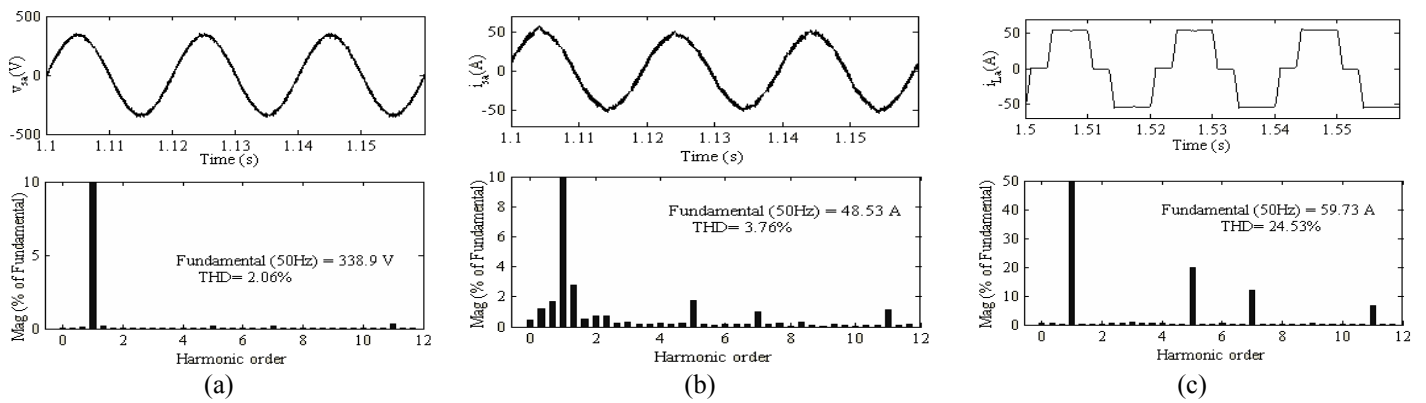 500
0
-500
v_sa(V)
1.1 1.11 1.12 1.13 1.14 1.15
Time (s)
10
5
0
Mag (% of Fundamental)
Fundamental (50Hz) = 338.9 V
THD= 2.06%
0 2 4 6 8 10 12
Harmonic order
(a)
50
0
-50
i_sa(A)
1.1 1.11 1.12 1.13 1.14 1.15
Time (s)
10
8
6
4
2
0
Mag (% of Fundamental)
Fundamental (50Hz) = 48.53 A
THD= 3.76%
0 2 4 6 8 10 12
Harmonic order
(b)
50
0
-50
i_La(A)
1.5 1.51 1.52 1.53 1.54 1.55
Time (s)
50
40
30
20
10
0
Mag (% of Fundamental)
Fundamental (50Hz) = 59.73 A
THD= 24.53%
0 2 4 6 8 10 12
Harmonic order
(c)